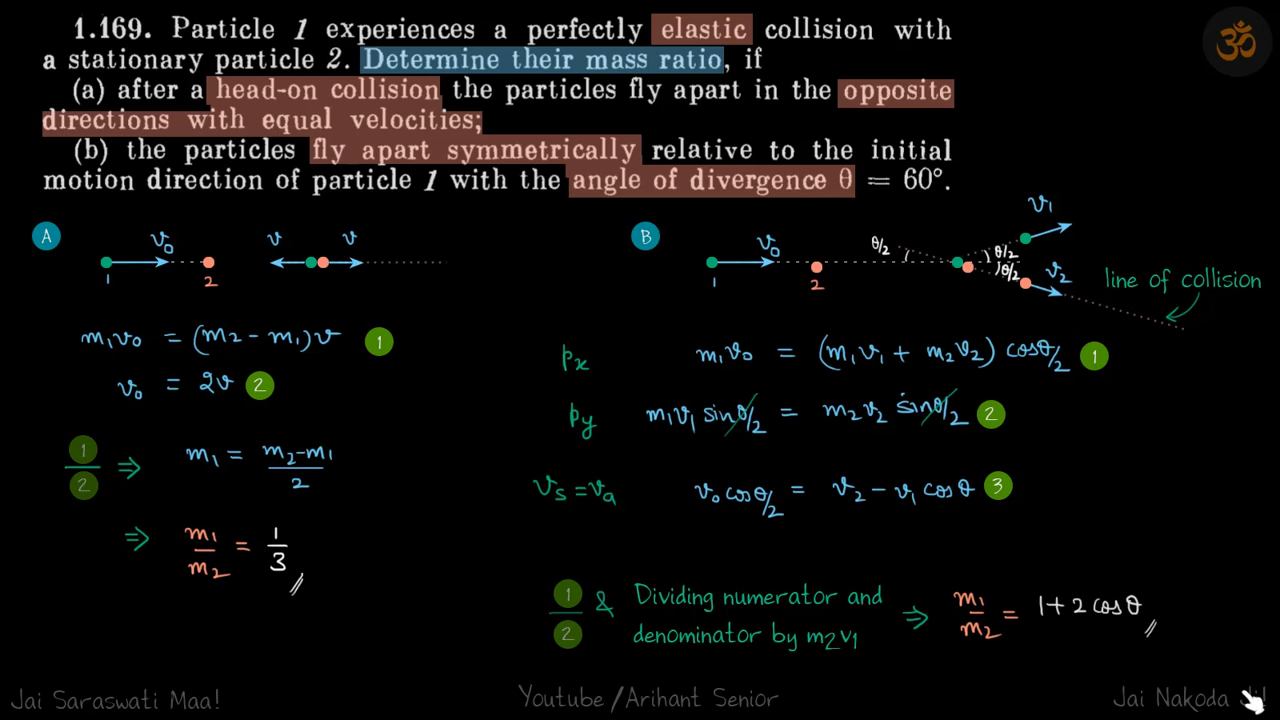 1.169. Particle 1 experiences a perfectly elastic collision with
a stationary particle 2. Determine their mass ratio, if
(a) after a head-on collision the particles fly apart in the opposite
directions with equal velocities;
(b) the particles fly apart symmetrically relative to the initial
motion direction of particle 1 with the angle of divergence θ = 60°.
ॐ
A
v₀
v v
1
2
m₁v₀ = (m₂ - m₁)v 1
v₀ = 2v 2
1/2 ⇒ m₁ = (m₂-m₁)/2
⇒ m₁/m₂ = 1/3 //
B
v₀
1
2
θ/2
θ/2
θ/2
v₁
v₂
line of collision
pₓ m₁v₀ = (m₁v₁ + m₂v₂) cosθ/2 1
pᵧ m₁v₁ sinθ/2 = m₂v₂ sinθ/2 2
vₛ=vₐ v₀ cosθ/2 = v₂ - v₁ cosθ 3
1/2 & Dividing numerator and
denominator by m₂v₁ ⇒ m₁/m₂ = 1+ 2 cosθ //
Jai Saraswati Maa!
Youtube /Arihant Senior
Jai Nakoda Ji!